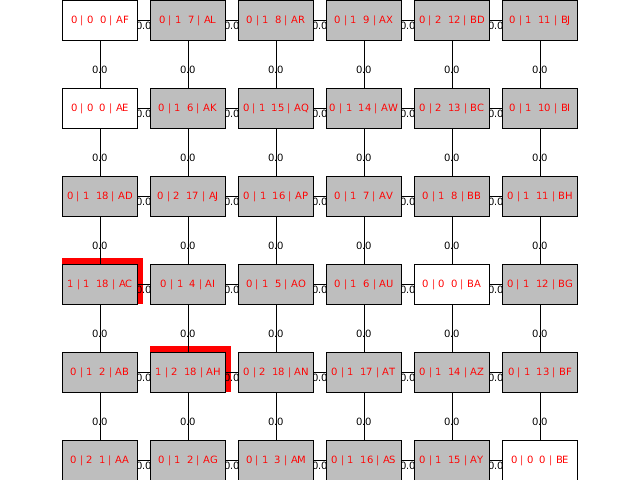 0 | 0 0 | AF 0.0 0 | 1 7 | AL 0.0 0 | 1 8 | AR 0.0 0 | 1 9 | AX 0.0 0 | 2 12 | BD 0.0 0 | 1 11 | BJ
0.0 0.0 0.0 0.0 0.0 0.0
0 | 0 0 | AE 0.0 0 | 1 6 | AK 0.0 0 | 1 15 | AQ 0.0 0 | 1 14 | AW 0.0 0 | 2 13 | BC 0.0 0 | 1 10 | BI
0.0 0.0 0.0 0.0 0.0 0.0
0 | 1 18 | AD 0.0 0 | 2 17 | AJ 0.0 0 | 1 16 | AP 0.0 0 | 1 7 | AV 0.0 0 | 1 8 | BB 0.0 0 | 1 11 | BH
0.0 0.0 0.0 0.0 0.0 0.0
1 | 1 18 | AC 0.0 0 | 1 4 | AI 0.0 0 | 1 5 | AO 0.0 0 | 1 6 | AU 0.0 0 | 0 0 | BA 0.0 0 | 1 12 | BG
0.0 0.0 0.0 0.0 0.0 0.0
0 | 1 2 | AB 0.0 1 | 2 18 | AH 0.0 0 | 2 18 | AN 0.0 0 | 1 17 | AT 0.0 0 | 1 14 | AZ 0.0 0 | 1 13 | BF
0.0 0.0 0.0 0.0 0.0 0.0
0 | 2 1 | AA 0.0 0 | 1 2 | AG 0.0 0 | 1 3 | AM 0.0 0 | 1 16 | AS 0.0 0 | 1 15 | AY 0.0 0 | 0 0 | BE